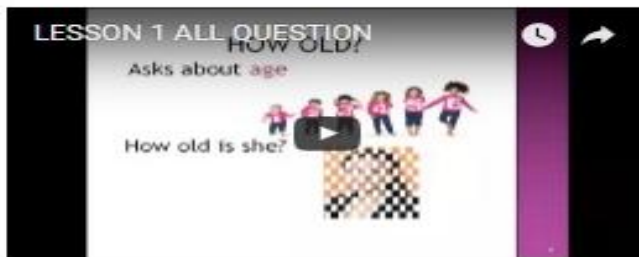 LESSON 1 ALL QUESTION
HOW OLD?
Asks about age
How old is she?